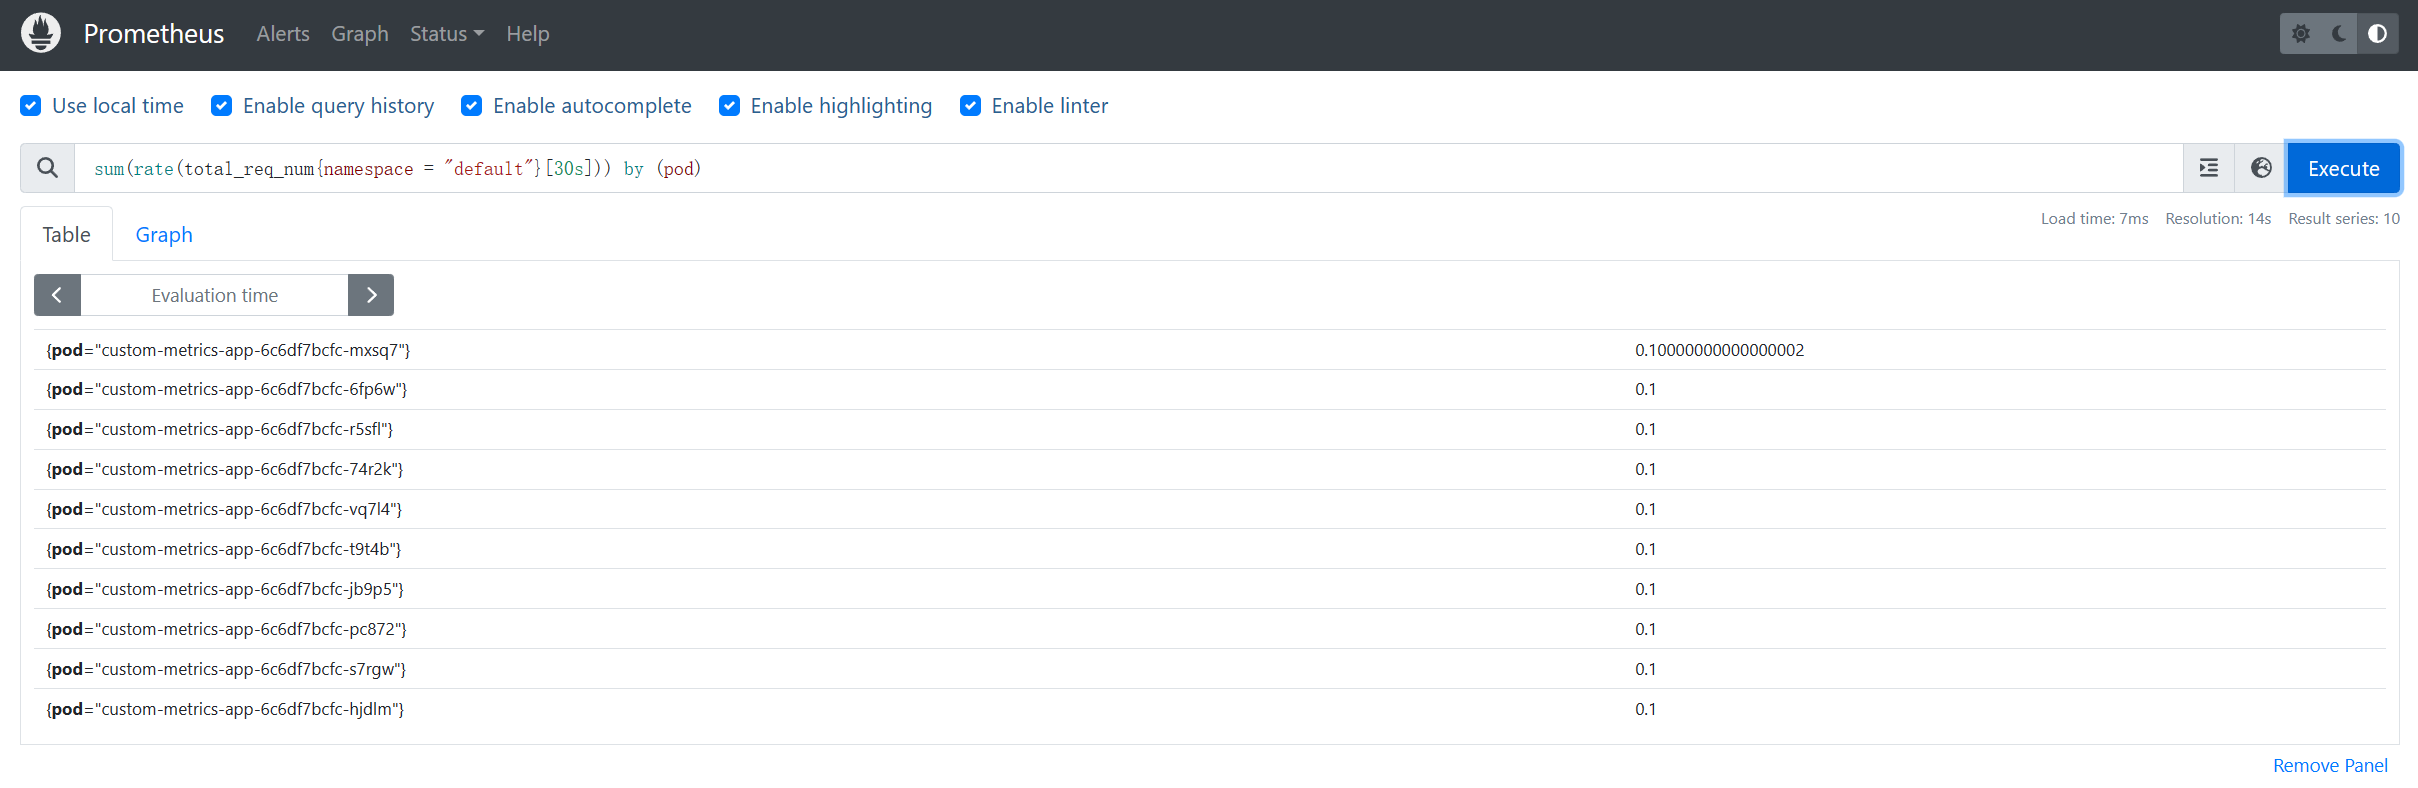 Prometheus Alerts Graph Status Help
Use local time Enable query history Enable autocomplete Enable highlighting Enable linter
sum(rate(total_req_num{namespace = "default"}[30s])) by (pod)
Execute
Table Graph
Load time: 7ms Resolution: 14s Result series: 10
Evaluation time
{pod="custom-metrics-app-6c6df7bcfc-mxsq7"} 0.10000000000000002
{pod="custom-metrics-app-6c6df7bcfc-6fp6w"} 0.1
{pod="custom-metrics-app-6c6df7bcfc-r5sfl"} 0.1
{pod="custom-metrics-app-6c6df7bcfc-74r2k"} 0.1
{pod="custom-metrics-app-6c6df7bcfc-vq7l4"} 0.1
{pod="custom-metrics-app-6c6df7bcfc-t9t4b"} 0.1
{pod="custom-metrics-app-6c6df7bcfc-jb9p5"} 0.1
{pod="custom-metrics-app-6c6df7bcfc-pc872"} 0.1
{pod="custom-metrics-app-6c6df7bcfc-s7rgw"} 0.1
{pod="custom-metrics-app-6c6df7bcfc-hjdlm"} 0.1
Remove Panel